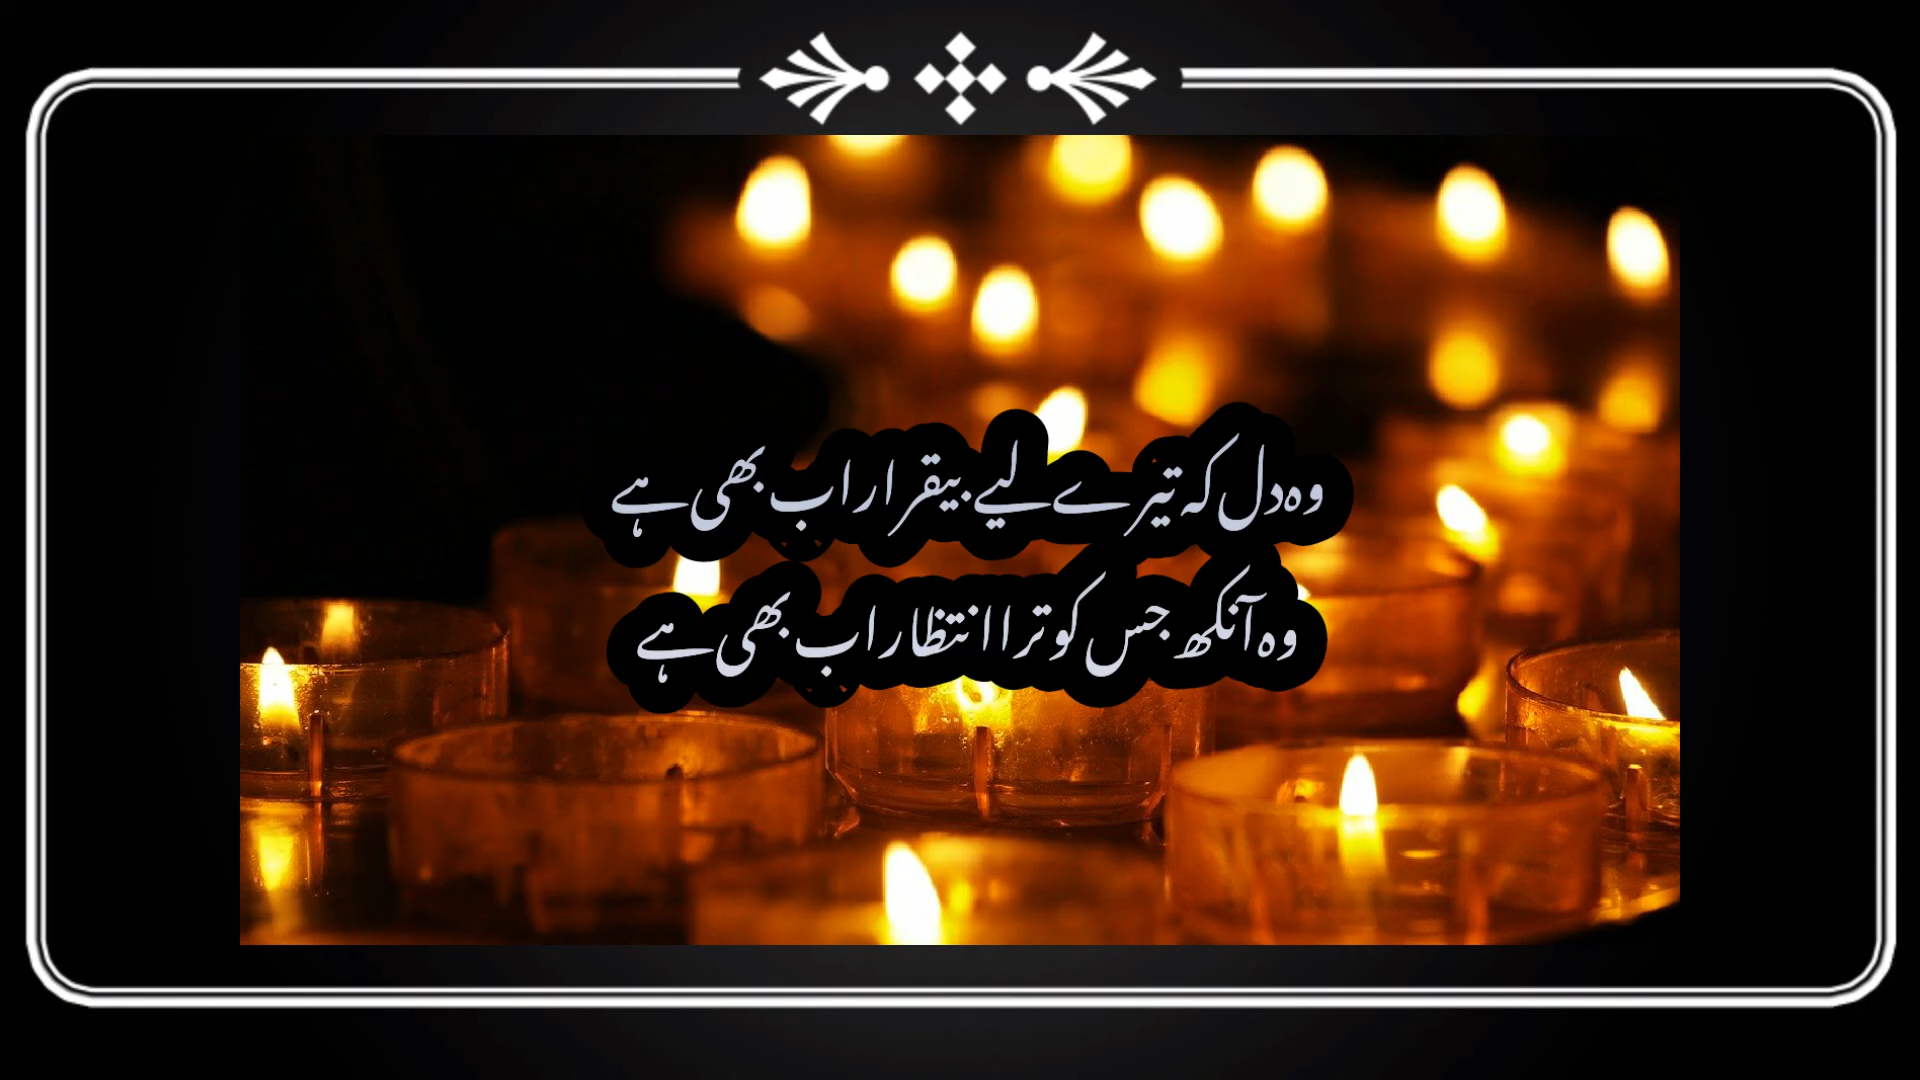 وہ دل کہ تیرے لیے بیقرار اب بھی ہے
وہ آنکھ جس کو ترا انتظار اب بھی ہے